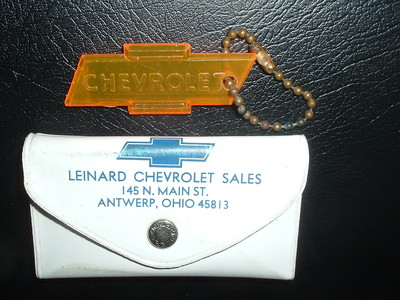 CHEVROLET
LEINARD CHEVROLET SALES
145 N. MAIN ST.
ANTWERP, OHIO 45813